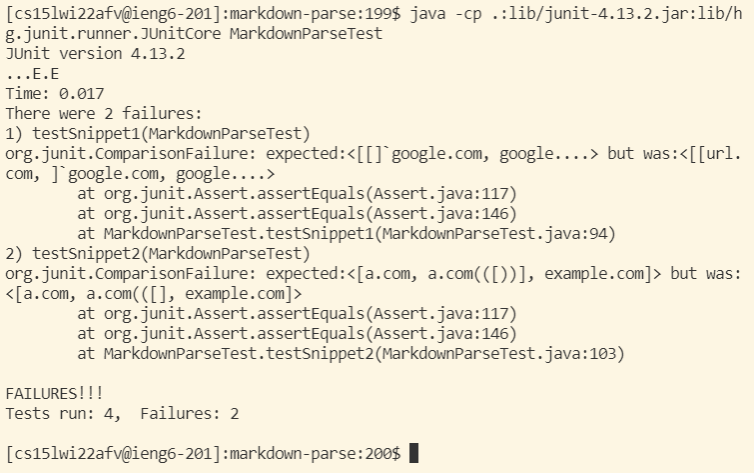 [cs15lwi22afv@ieng6-201]:markdown-parse:199$ java -cp .:lib/junit-4.13.2.jar:lib/h
g.junit.runner.JUnitCore MarkdownParseTest
JUnit version 4.13.2
...E.E
Time: 0.017
There were 2 failures:
1) testSnippet1(MarkdownParseTest)
org.junit.ComparisonFailure: expected:<[[]`google.com, google....> but was:<[[url.
com, ]`google.com, google....>
        at org.junit.Assert.assertEquals(Assert.java:117)
        at org.junit.Assert.assertEquals(Assert.java:146)
        at MarkdownParseTest.testSnippet1(MarkdownParseTest.java:94)
2) testSnippet2(MarkdownParseTest)
org.junit.ComparisonFailure: expected:<[a.com, a.com(([))], example.com]> but was:
<[a.com, a.com(([], example.com]>
        at org.junit.Assert.assertEquals(Assert.java:117)
        at org.junit.Assert.assertEquals(Assert.java:146)
        at MarkdownParseTest.testSnippet2(MarkdownParseTest.java:103)

FAILURES!!!
Tests run: 4,  Failures: 2

[cs15lwi22afv@ieng6-201]:markdown-parse:200$